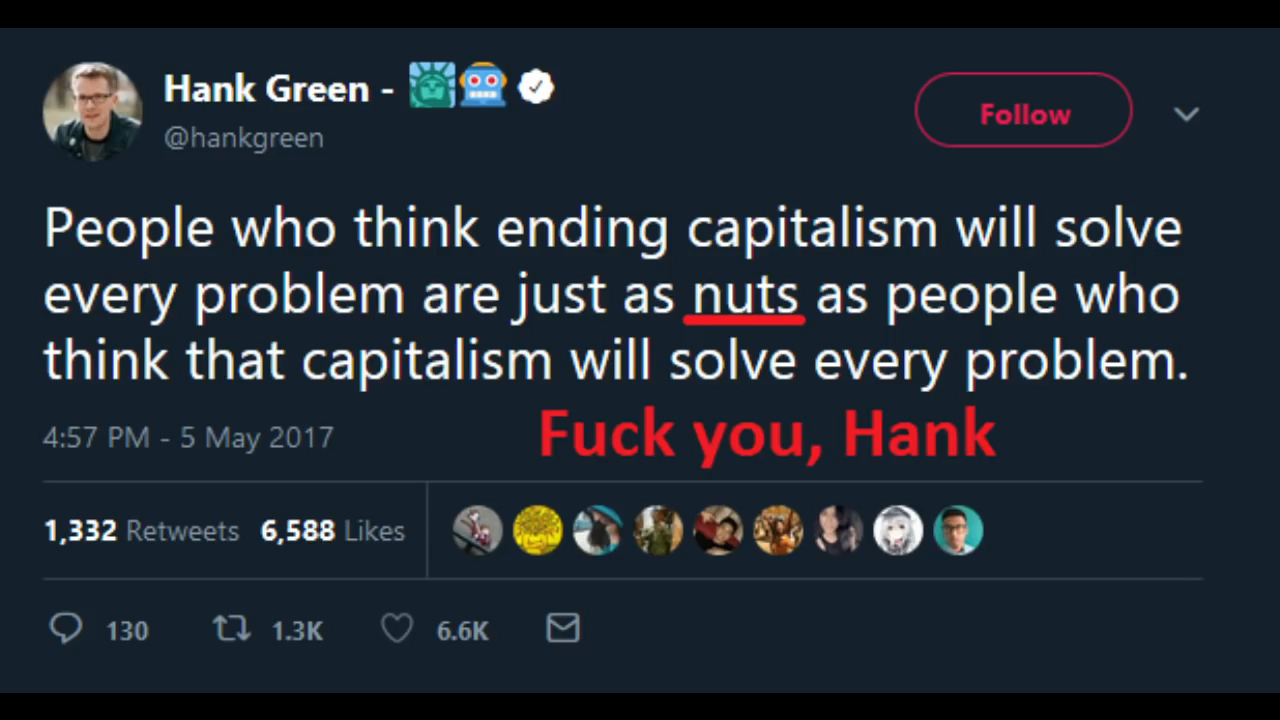 Hank Green - 🗽🤖
@hankgreen
Follow
People who think ending capitalism will solve
every problem are just as nuts as people who
think that capitalism will solve every problem.
4:57 PM - 5 May 2017
Fuck you, Hank
1,332 Retweets 6,588 Likes
130 1.3K 6.6K